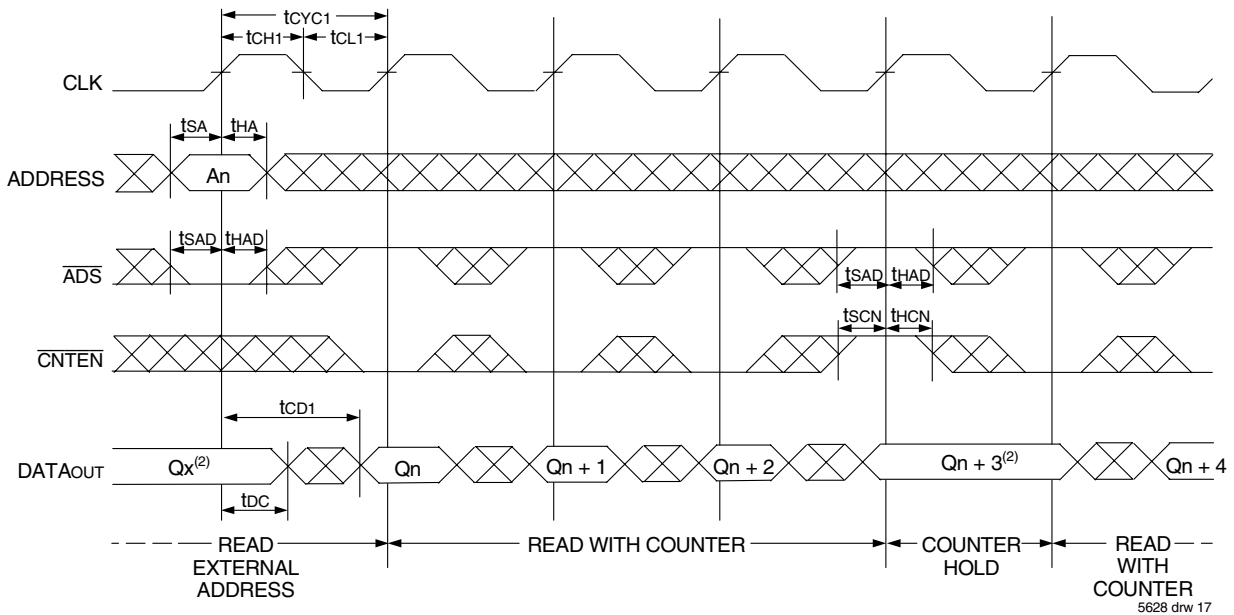 tCYC1
tCH1 tCL1
CLK
tSA tHA
ADDRESS An
tSAD tHAD
ADS
tSAD tHAD
tSCN tHCN
CNTEN
tCD1
DATAOUT Qx(2) Qn Qn + 1 Qn + 2 Qn + 3(2) Qn + 4
tDC
READ EXTERNAL ADDRESS
READ WITH COUNTER
COUNTER HOLD
READ WITH COUNTER
5628 drw 17